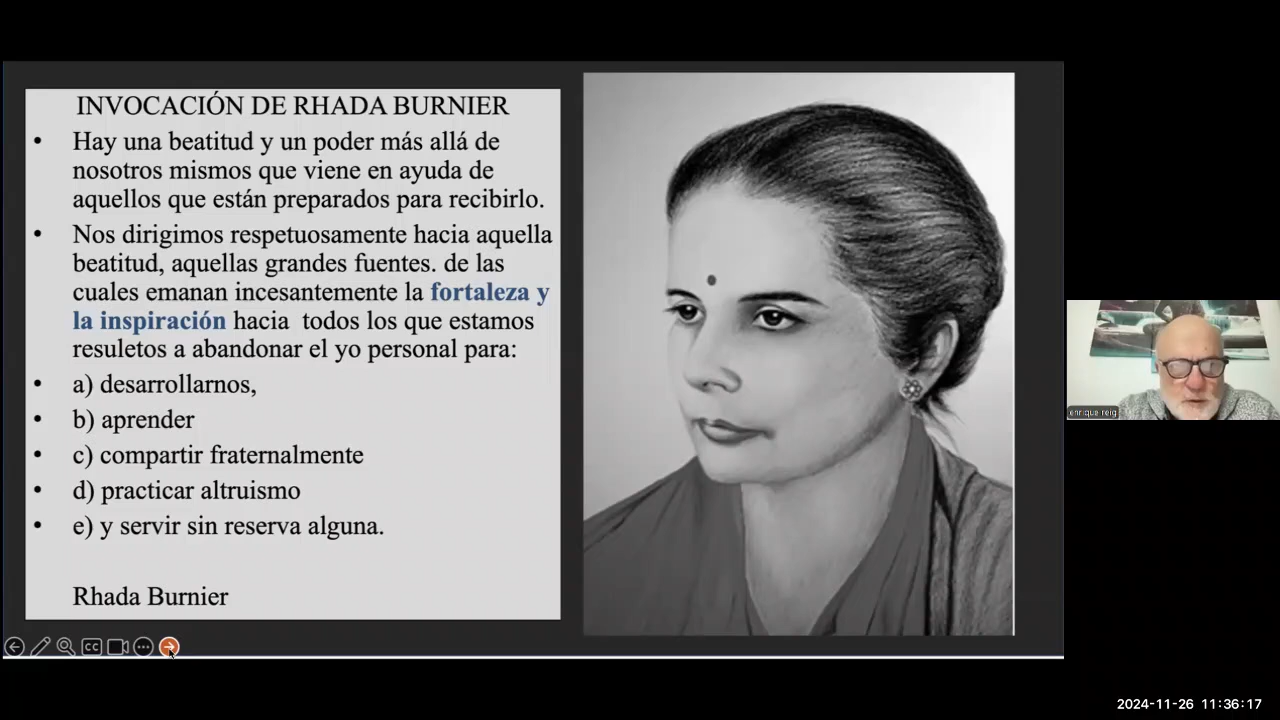 INVOCACIÓN DE RHADA BURNIER
• Hay una beatitud y un poder más allá de
nosotros mismos que viene en ayuda de
aquellos que están preparados para recibirlo.
• Nos dirigimos respetuosamente hacia aquella
beatitud, aquellas grandes fuentes. de las
cuales emanan incesantemente la fortaleza y
la inspiración hacia todos los que estamos
resuletos a abandonar el yo personal para:
• a) desarrollarnos,
• b) aprender
• c) compartir fraternalmente
• d) practicar altruismo
• e) y servir sin reserva alguna.
Rhada Burnier
CC
enrique reig
2024-11-26 11:36:17